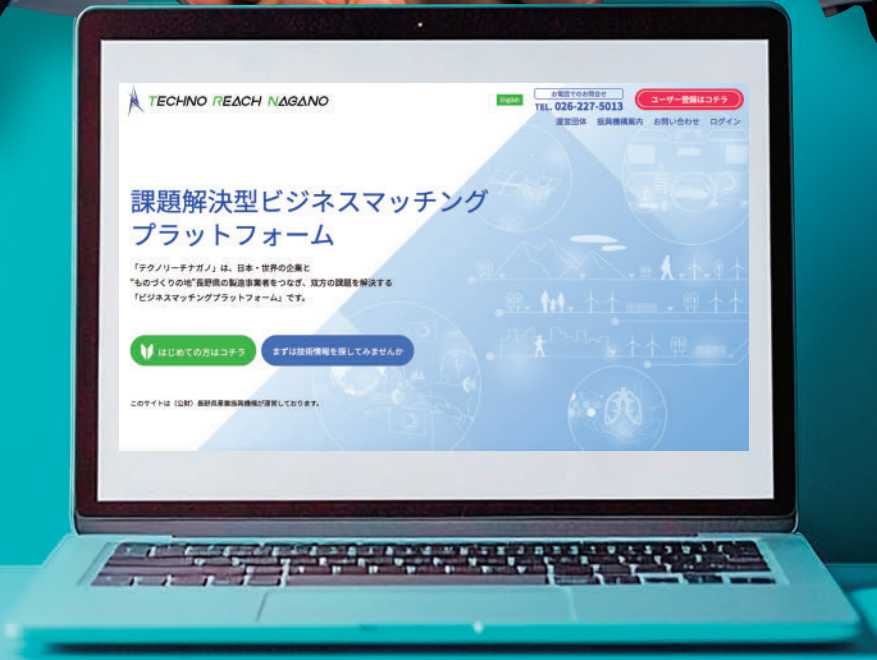 TECHNO REACH NAGANO
English
お電話でのお問合せ
TEL. 026-227-5013
ユーザー登録はコチラ
運営団体 振興機構案内 お問い合わせ ログイン
課題解決型ビジネスマッチング
プラットフォーム
「テクノリーチナガノ」は、日本・世界の企業と
“ものづくりの地”長野県の製造事業者をつなぎ、双方の課題を解決する
「ビジネスマッチングプラットフォーム」です。
はじめての方はコチラ
まずは技術情報を探してみませんか
このサイトは（公財）長野県産業振興機構が運営しております。